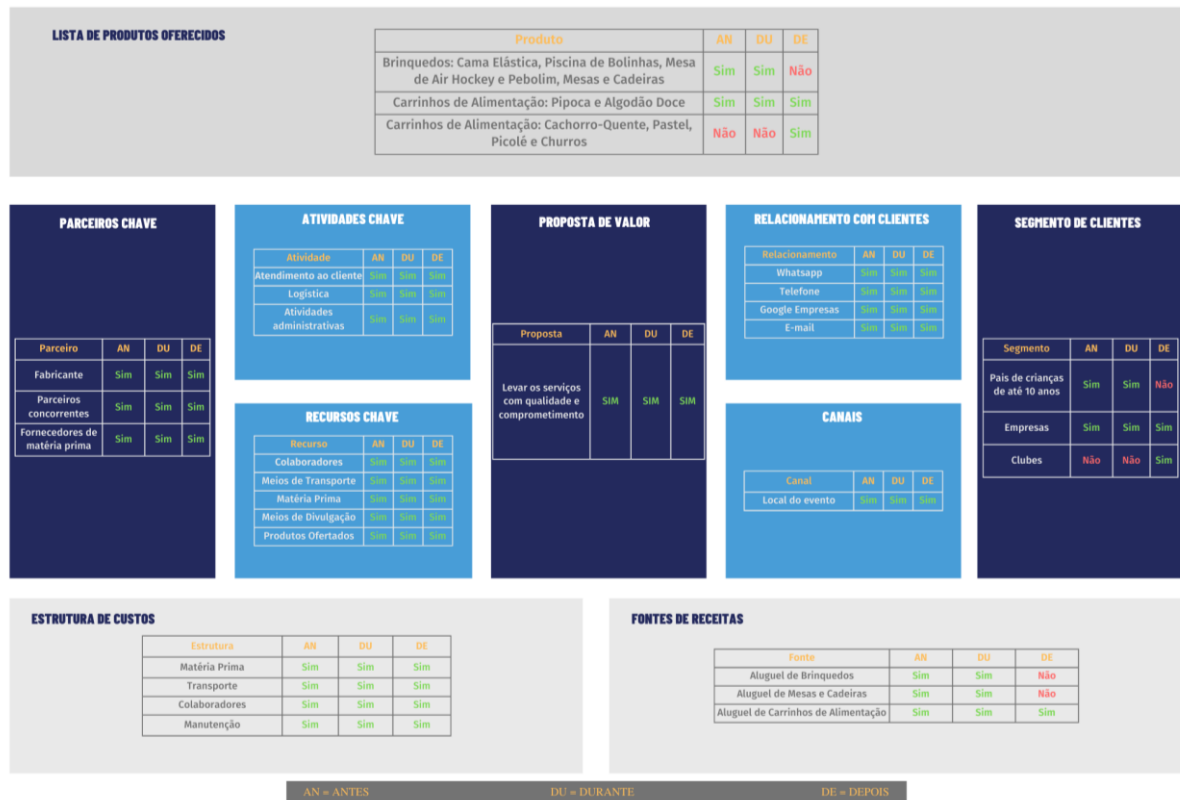 LISTA DE PRODUTOS OFERECIDOS
Produto AN DU DE
Brinquedos: Cama Elástica, Piscina de Bolinhas, Mesa
de Air Hockey e Pebolim, Mesas e Cadeiras
Sim Sim Não
Carrinhos de Alimentação: Pipoca e Algodão Doce Sim Sim Sim
Carrinhos de Alimentação: Cachorro-Quente, Pastel,
Picolé e Churros
Não Não Sim
PARCEIROS CHAVE
Parceiro AN DU DE
Fabricante Sim Sim Sim
Parceiros
concorrentes
Sim Sim Sim
Fornecedores de
matéria prima
Sim Sim Sim
ATIVIDADES CHAVE
Atividade AN DU DE
Atendimento ao cliente Sim Sim Sim
Logística Sim Sim Sim
Atividades
administrativas
Sim Sim Sim
RECURSOS CHAVE
Recurso AN DU DE
Colaboradores Sim Sim Sim
Meios de Transporte Sim Sim Sim
Matéria Prima Sim Sim Sim
Meios de Divulgação Sim Sim Sim
Produtos Ofertados Sim Sim Sim
PROPOSTA DE VALOR
Proposta AN DU DE
Levar os serviços
com qualidade e
comprometimento
SIM SIM SIM
RELACIONAMENTO COM CLIENTES
Relacionamento AN DU DE
Whatsapp Sim Sim Sim
Telefone Sim Sim Sim
Google Empresas Sim Sim Sim
E-mail Sim Sim Sim
CANAIS
Canal AN DU DE
Local do evento Sim Sim Sim
SEGMENTO DE CLIENTES
Segmento AN DU DE
Pais de crianças
de até 10 anos
Sim Sim Não
Empresas Sim Sim Sim
Clubes Não Não Sim
ESTRUTURA DE CUSTOS
Estrutura AN DU DE
Matéria Prima Sim Sim Sim
Transporte Sim Sim Sim
Colaboradores Sim Sim Sim
Manutenção Sim Sim Sim
FONTES DE RECEITAS
Fonte AN DU DE
Aluguel de Brinquedos Sim Sim Não
Aluguel de Mesas e Cadeiras Sim Sim Não
Aluguel de Carrinhos de Alimentação Sim Sim Sim
AN = ANTES DU = DURANTE DE = DEPOIS